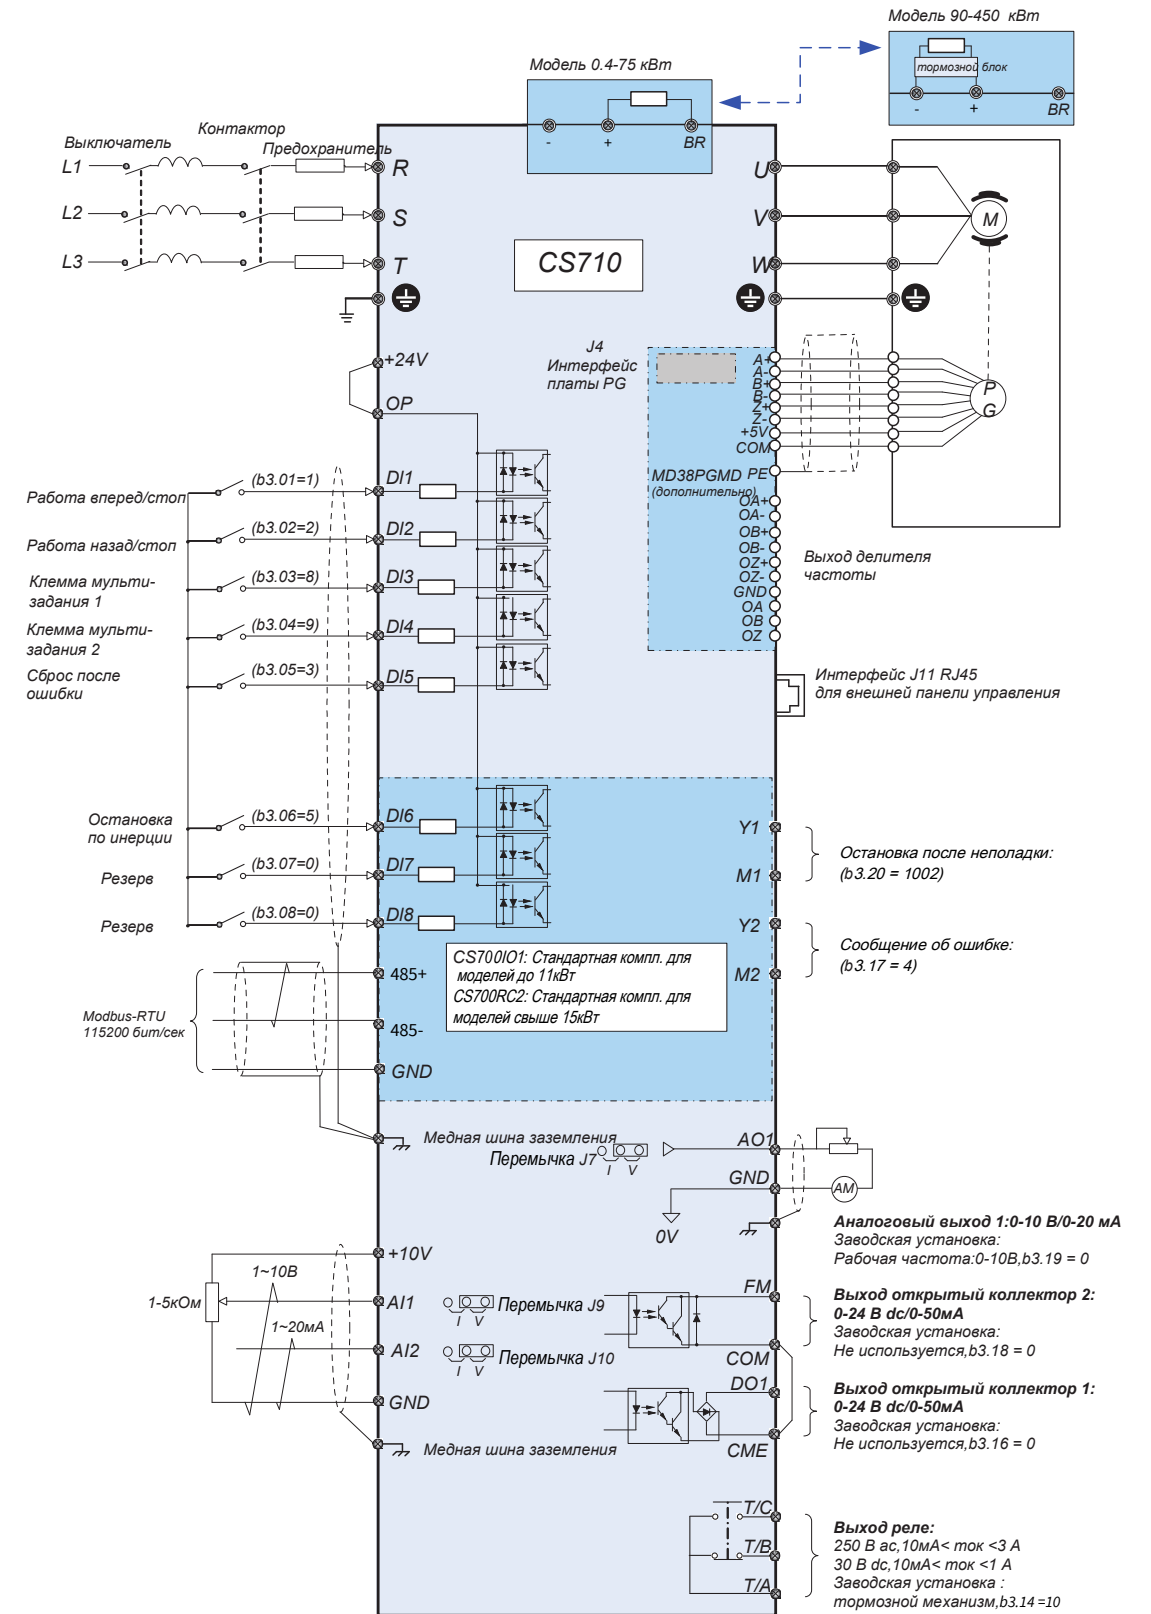 Модель 90-450 кВт
тормозной блок
- + BR
Модель 0.4-75 кВт
- + BR
Контактор
Выключатель
Предохранитель
L1
R
U
L2
S
V
M
L3
T
W
CS710
+24V
OP
J4
Интерфейс
платы PG
A+
A-
B+
B-
Z+
Z-
+5V
COM
P
G
MD38PGMD
(дополнительно)
PE
OA+
OA-
OB+
OB-
OZ+
OZ-
GND
OA
OB
OZ
Выход делителя
частоты
Работа вперед/стоп
(b3.01=1)
DI1
Работа назад/стоп
(b3.02=2)
DI2
Клемма мульти-
задания 1
(b3.03=8)
DI3
Клемма мульти-
задания 2
(b3.04=9)
DI4
Сброс после
ошибки
(b3.05=3)
DI5
Интерфейс J11 RJ45
для внешней панели управления
Остановка
по инерции
(b3.06=5)
DI6
Резерв
(b3.07=0)
DI7
Резерв
(b3.08=0)
DI8
Y1
M1
Остановка после неполадки:
(b3.20 = 1002)
Y2
M2
Сообщение об ошибке:
(b3.17 = 4)
CS700IO1: Стандартная компл. для
моделей до 11кВт
CS700RC2: Стандартная компл. для
моделей свыше 15кВт
Modbus-RTU
115200 бит/сек
485+
485-
GND
Медная шина заземления
Перемычка J7
I V
AO1
GND
0V
AM
Аналоговый выход 1:0-10 В/0-20 мА
Заводская установка:
Рабочая частота:0-10В,b3.19 = 0
+10V
1~10В
1-5кОм
AI1
Перемычка J9
I V
1~20мА
AI2
Перемычка J10
I V
GND
Медная шина заземления
FM
COM
Выход открытый коллектор 2:
0-24 В dc/0-50мА
Заводская установка:
Не используется,b3.18 = 0
DO1
CME
Выход открытый коллектор 1:
0-24 В dc/0-50мА
Заводская установка:
Не используется,b3.16 = 0
T/C
T/B
T/A
Выход реле:
250 В ac,10мА< ток <3 А
30 В dc,10мА< ток <1 А
Заводская установка :
тормозной механизм,b3.14 =10